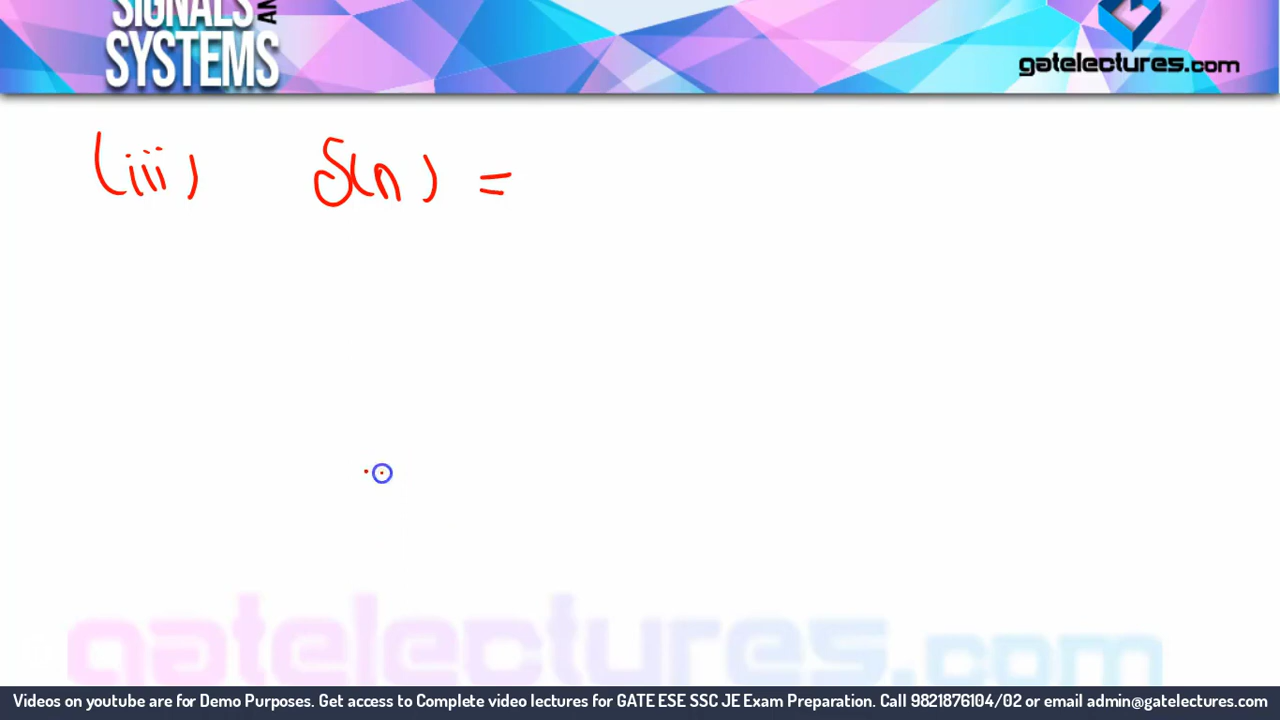 SIGNALS AND
SYSTEMS
gatelectures.com
(iii) δ(n) =
gatelectures.com
Videos on youtube are for Demo Purposes. Get access to Complete video lectures for GATE ESE SSC JE Exam Preparation. Call 9821876104/02 or email admin@gatelectures.com